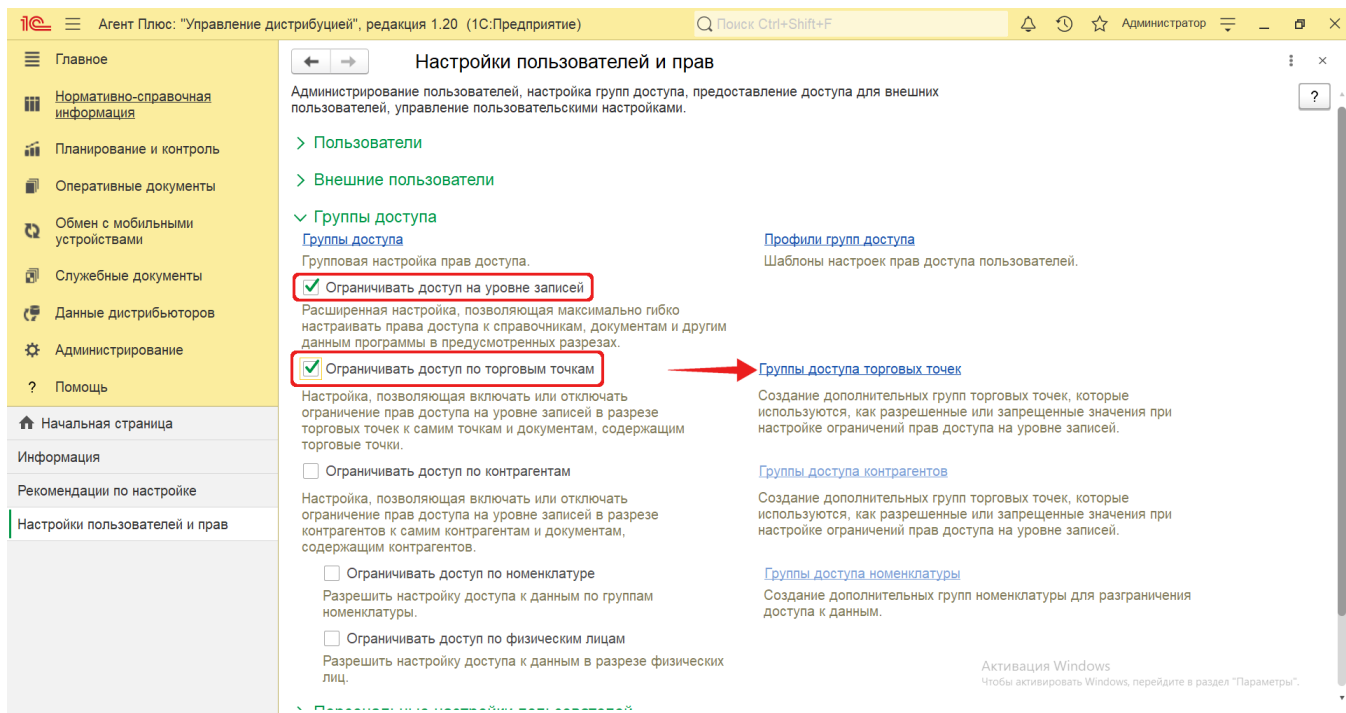 1С Агент Плюс: "Управление дистрибуцией", редакция 1.20 (1С:Предприятие)
Поиск Ctrl+Shift+F
Администратор
Главное
Нормативно-справочная
информация
Планирование и контроль
Оперативные документы
Обмен с мобильными
устройствами
Служебные документы
Данные дистрибьюторов
Администрирование
? Помощь
Начальная страница
Информация
Рекомендации по настройке
Настройки пользователей и прав
Настройки пользователей и прав
Администрирование пользователей, настройка групп доступа, предоставление доступа для внешних
пользователей, управление пользовательскими настройками.
?
Пользователи
Внешние пользователи
Группы доступа
Группы доступа
Групповая настройка прав доступа.
Профили групп доступа
Шаблоны настроек прав доступа пользователей.
Ограничивать доступ на уровне записей
Расширенная настройка, позволяющая максимально гибко
настраивать права доступа к справочникам, документам и другим
данным программы в предусмотренных разрезах.
Ограничивать доступ по торговым точкам
Настройка, позволяющая включать или отключать
ограничение прав доступа на уровне записей в разрезе
торговых точек к самим точкам и документам, содержащим
торговые точки.
Группы доступа торговых точек
Создание дополнительных групп торговых точек, которые
используются, как разрешенные или запрещенные значения при
настройке ограничений прав доступа на уровне записей.
Ограничивать доступ по контрагентам
Настройка, позволяющая включать или отключать
ограничение прав доступа на уровне записей в разрезе
контрагентов к самим контрагентам и документам,
содержащим контрагентов.
Группы доступа контрагентов
Создание дополнительных групп торговых точек, которые
используются, как разрешенные или запрещенные значения при
настройке ограничений прав доступа на уровне записей.
Ограничивать доступ по номенклатуре
Разрешить настройку доступа к данным по группам
номенклатуры.
Группы доступа номенклатуры
Создание дополнительных групп номенклатуры для разграничения
доступа к данным.
Ограничивать доступ по физическим лицам
Разрешить настройку доступа к данным в разрезе физических
лиц.
Активация Windows
Чтобы активировать Windows, перейдите в раздел "Параметры".
Персональные настройки пользователей